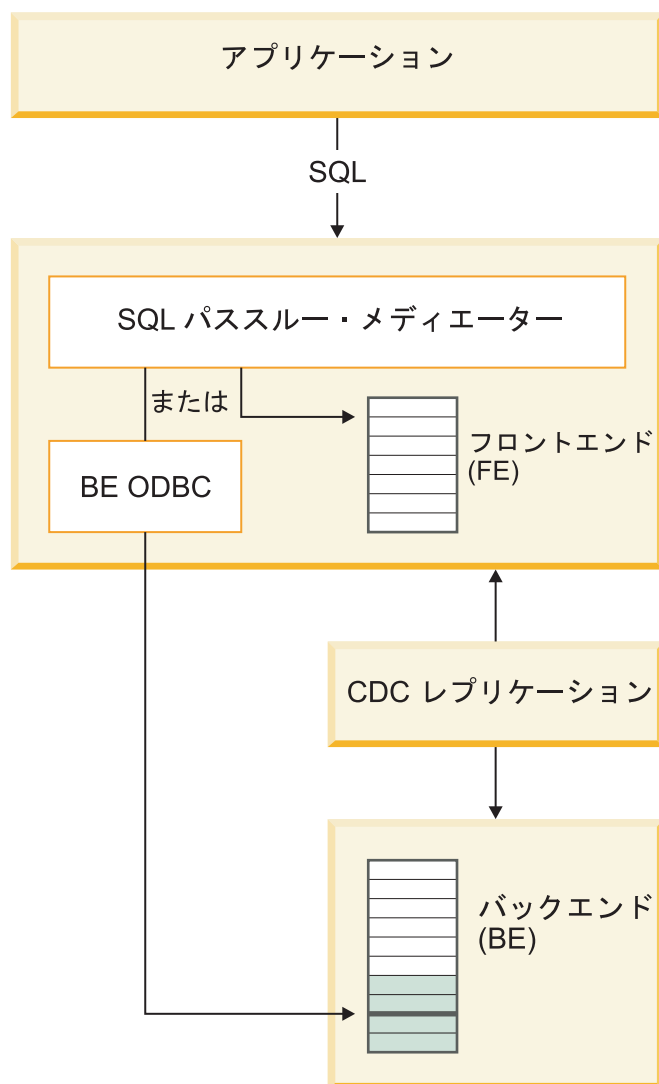 アプリケーション
SQL
SQL パススルー・メディエーター
または
フロントエンド
(FE)
BE ODBC
CDC レプリケーション
バックエンド
(BE)